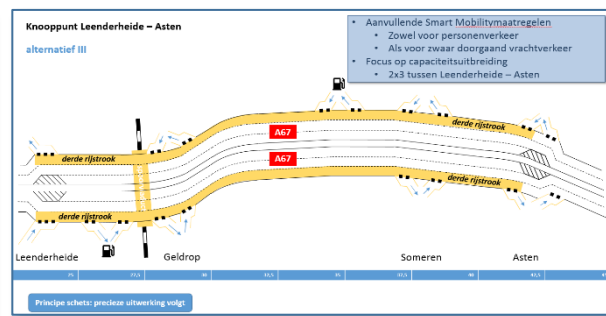 Knooppunt Leenderheide – Asten
alternatief III
• Aanvullende Smart Mobilitymaatregelen
• Zowel voor personenverkeer
• Als voor zwaar doorgaand vrachtverkeer
• Focus op capaciteitsuitbreiding
• 2x3 tussen Leenderheide – Asten
A67
derde rijstrook
derde rijstrook
A67
derde rijstrook
derde rijstrook
Leenderheide
Geldrop
Someren
Asten
Principe schets: precieze uitwerking volgt